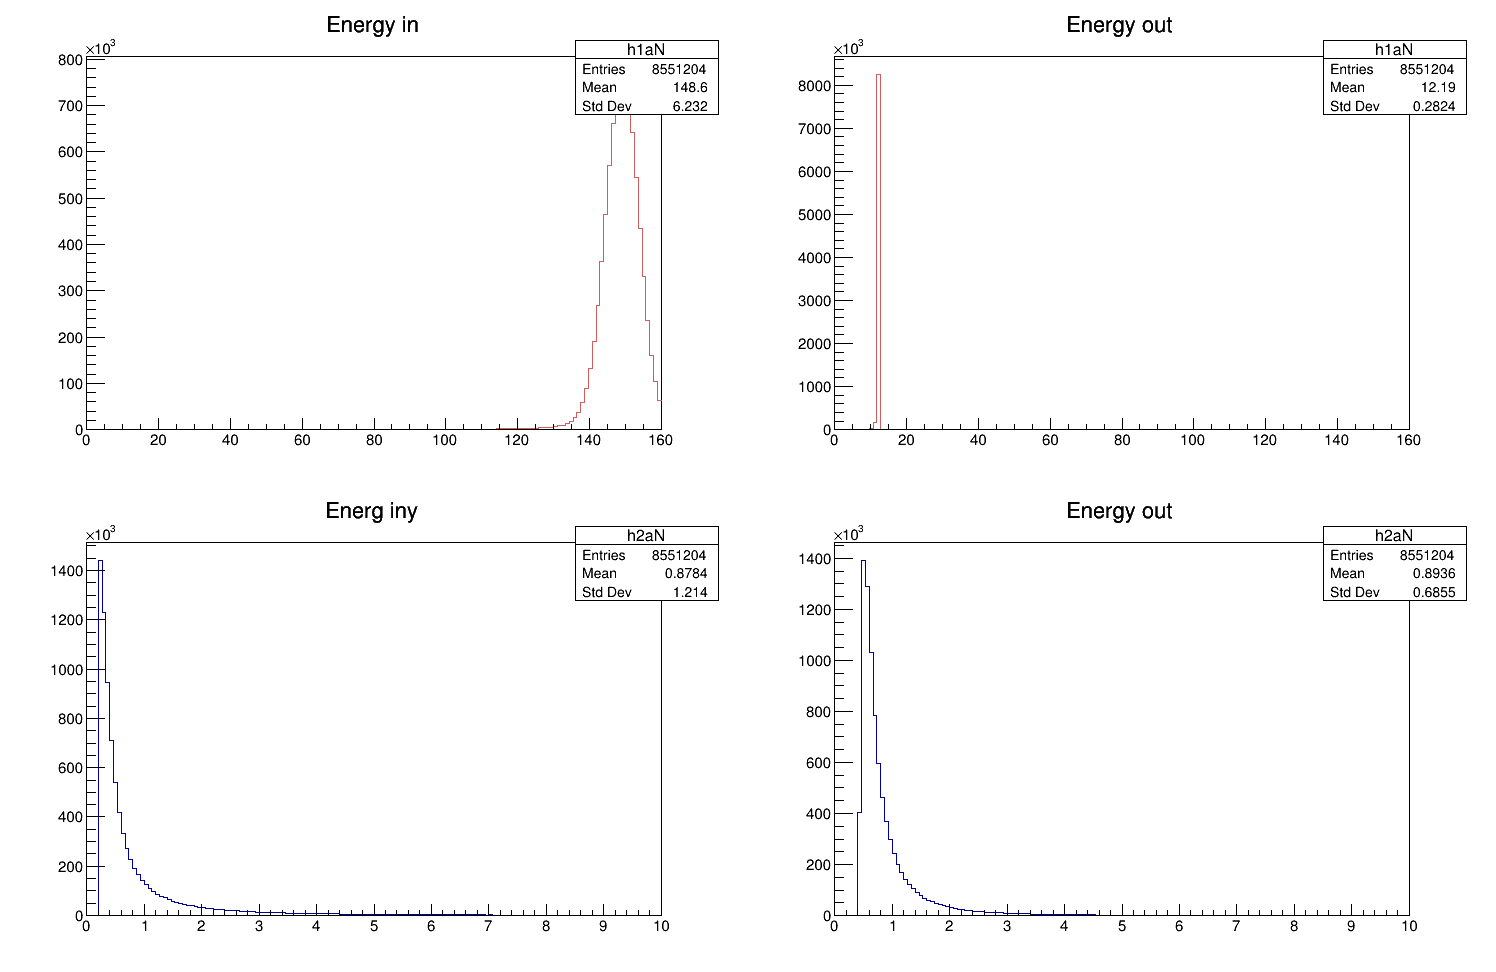 Energy in
×10³
h1aN
Entries 8551204
Mean 148.6
Std Dev 6.232
800
700
600
500
400
300
200
100
0
0 20 40 60 80 100 120 140 160
Energy out
×10³
h1aN
Entries 8551204
Mean 12.19
Std Dev 0.2824
8000
7000
6000
5000
4000
3000
2000
1000
0
0 20 40 60 80 100 120 140 160
Energ iny
×10³
h2aN
Entries 8551204
Mean 0.8784
Std Dev 1.214
1400
1200
1000
800
600
400
200
0
0 1 2 3 4 5 6 7 8 9 10
Energy out
×10³
h2aN
Entries 8551204
Mean 0.8936
Std Dev 0.6855
1400
1200
1000
800
600
400
200
0
0 1 2 3 4 5 6 7 8 9 10